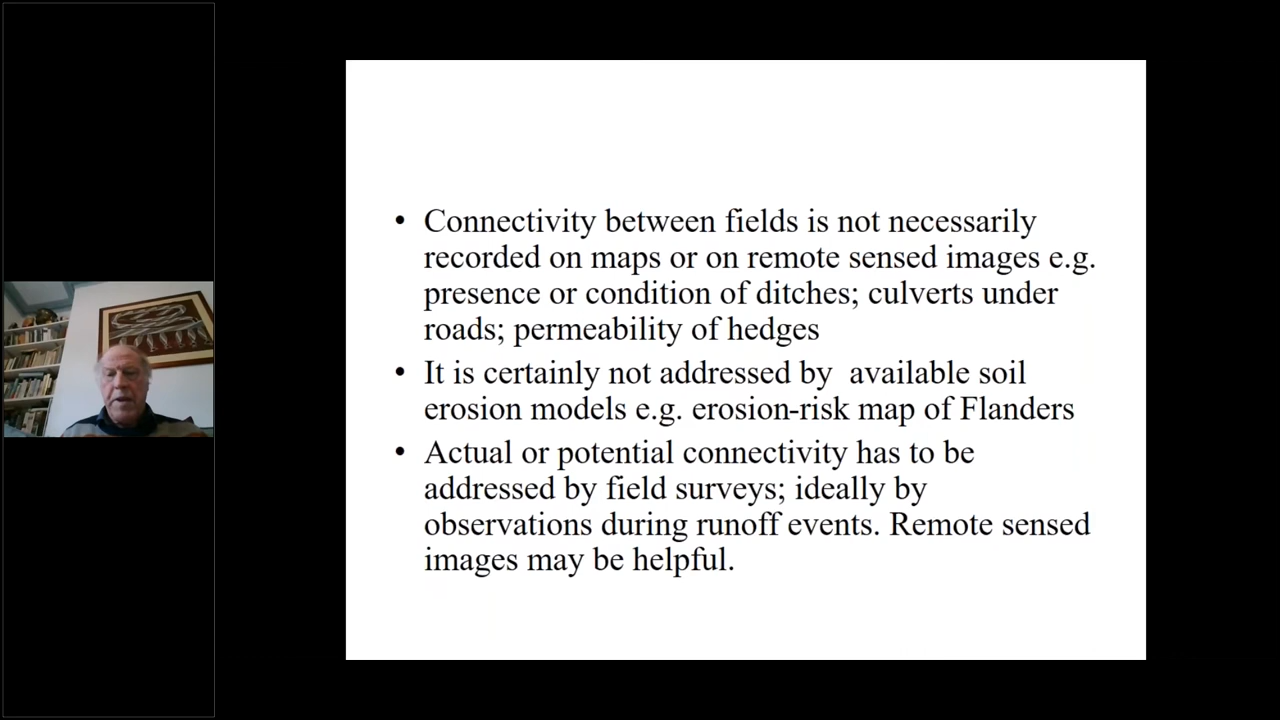 • Connectivity between fields is not necessarily
recorded on maps or on remote sensed images e.g.
presence or condition of ditches; culverts under
roads; permeability of hedges
• It is certainly not addressed by  available soil
erosion models e.g. erosion-risk map of Flanders
• Actual or potential connectivity has to be
addressed by field surveys; ideally by
observations during runoff events. Remote sensed
images may be helpful.